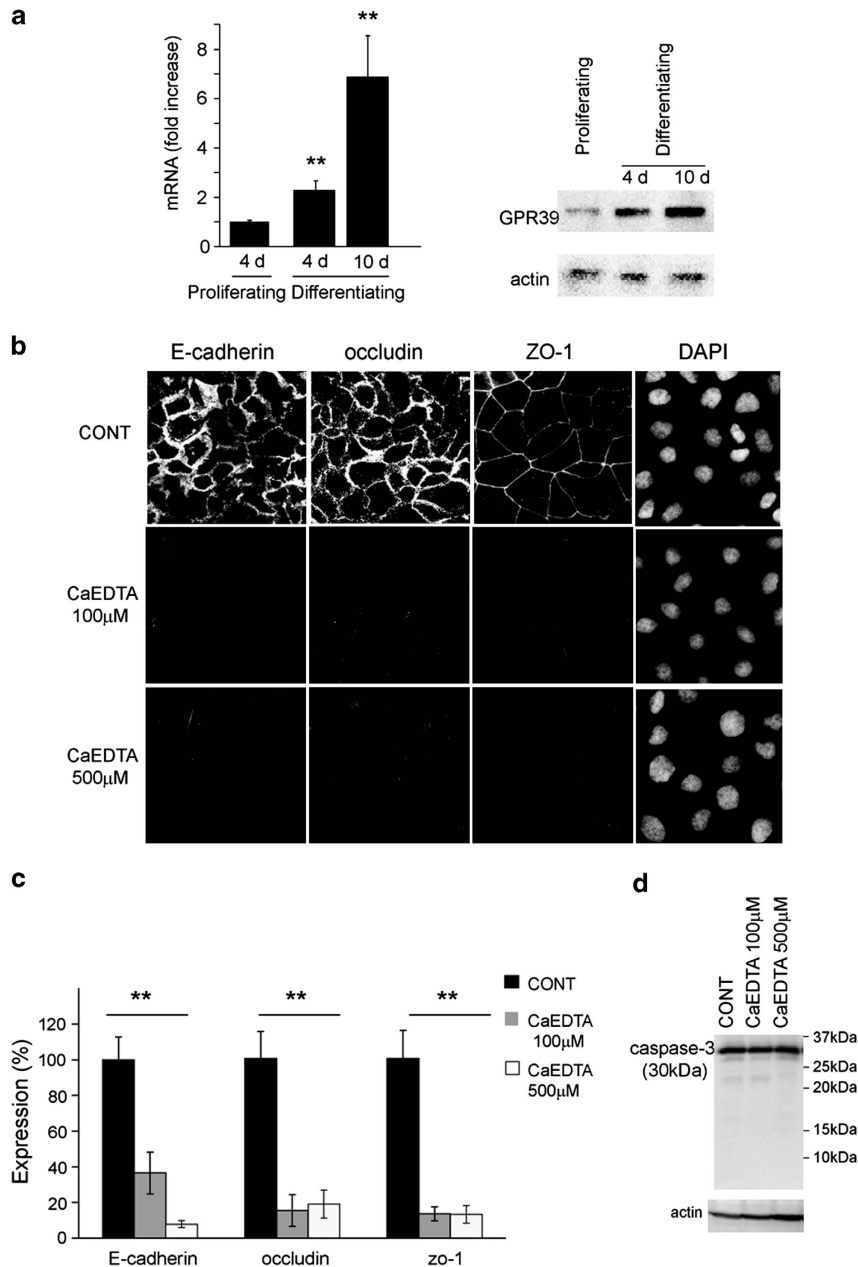 a
mRNA (fold increase)
8
6
4
2
0
**
**
4 d
4 d
10 d
Proliferating
Differentiating
Proliferating
Differentiating
4 d
10 d
GPR39
actin
b
E-cadherin
occludin
ZO-1
DAPI
CONT
CaEDTA
100μM
CaEDTA
500μM
c
Expression (%)
120
100
80
60
40
20
0
**
**
**
E-cadherin
occludin
zo-1
CONT
CaEDTA
100μM
CaEDTA
500μM
d
CONT
CaEDTA 100μM
CaEDTA 500μM
caspase-3
(30kDa)
37kDa
25kDa
20kDa
15kDa
10kDa
actin